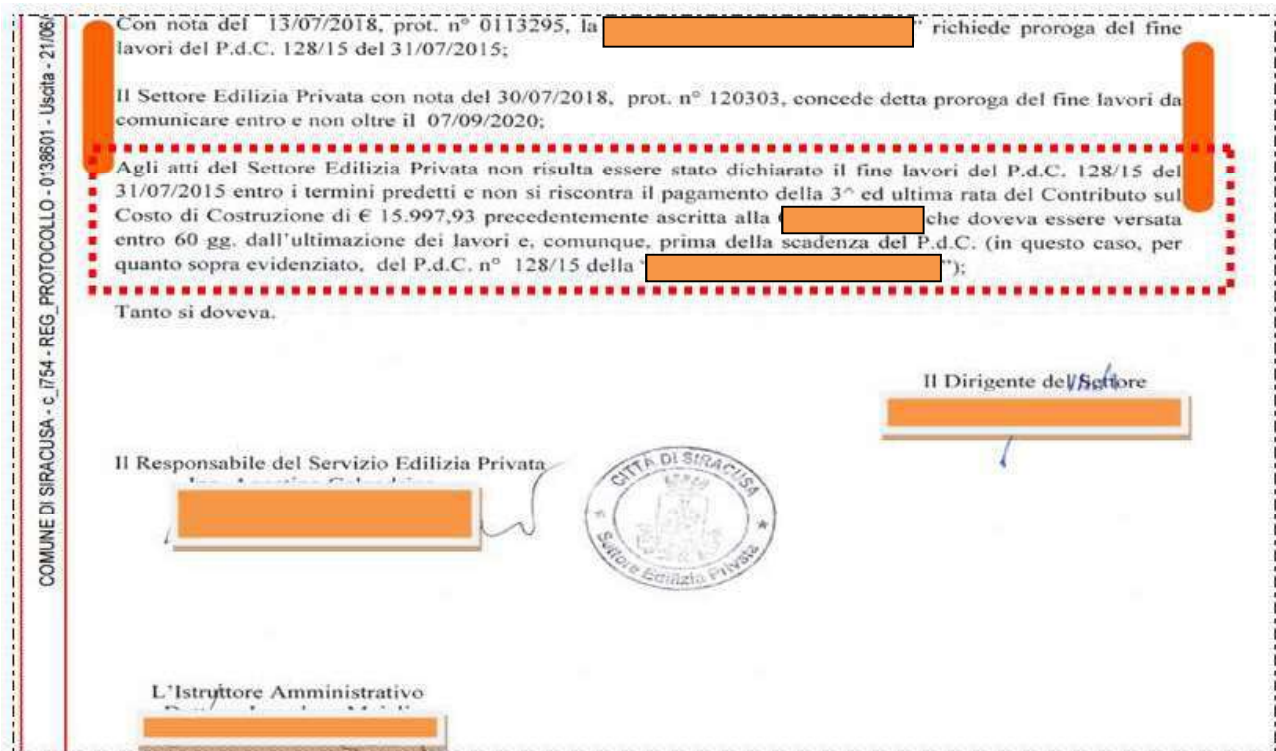 COMUNE DI SIRACUSA - c_i754 - REG_PROTOCOLLO - 0138801 - Uscita - 21/06/
Con nota del 13/07/2018, prot. n° 0113295, la " richiede proroga del fine
lavori del P.d.C. 128/15 del 31/07/2015;
Il Settore Edilizia Privata con nota del 30/07/2018, prot. n° 120303, concede detta proroga del fine lavori da
comunicare entro e non oltre il 07/09/2020;
Agli atti del Settore Edilizia Privata non risulta essere stato dichiarato il fine lavori del P.d.C. 128/15 del
31/07/2015 entro i termini predetti e non si riscontra il pagamento della 3^ ed ultima rata del Contributo sul
Costo di Costruzione di € 15.997,93 precedentemente ascritta alla che doveva essere versata
entro 60 gg. dall'ultimazione dei lavori e, comunque, prima della scadenza del P.d.C. (in questo caso, per
quanto sopra evidenziato, del P.d.C. n° 128/15 della " ");
Tanto si doveva.
Il Dirigente del Settore
Il Responsabile del Servizio Edilizia Privata
CITTÀ DI SIRACUSA
Settore Edilizia Privata
L'Istruttore Amministrativo